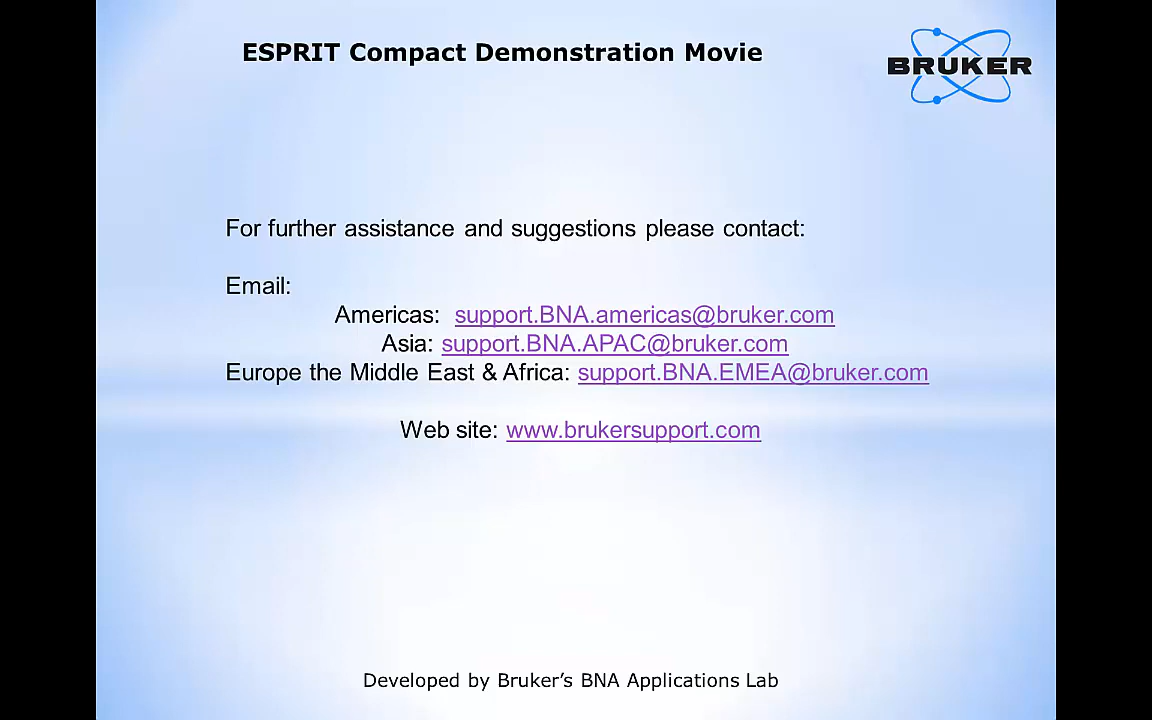 ESPRIT Compact Demonstration Movie
BRUKER
For further assistance and suggestions please contact:
Email:
Americas: support.BNA.americas@bruker.com
Asia: support.BNA.APAC@bruker.com
Europe the Middle East & Africa: support.BNA.EMEA@bruker.com
Web site: www.brukersupport.com
Developed by Bruker’s BNA Applications Lab